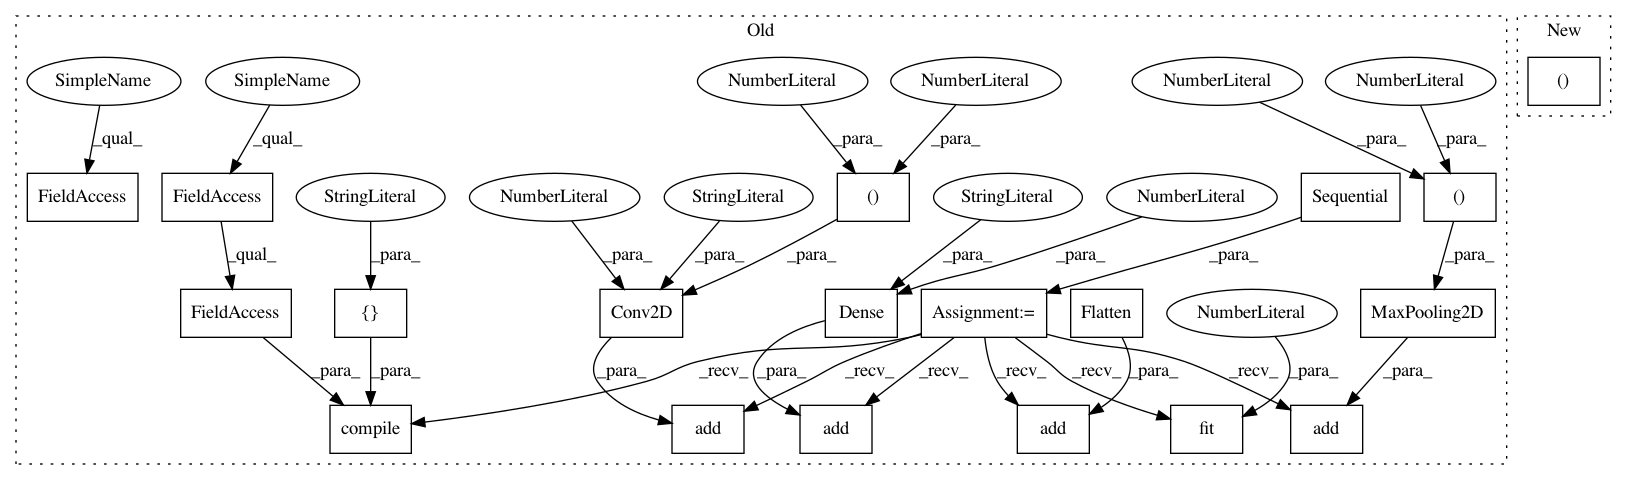 Old
New
SimpleName
SimpleName
NumberLiteral
NumberLiteral
NumberLiteral
NumberLiteral
()
_qual_
_qual_
_para_
_para_
_para_
_para_
FieldAccess
FieldAccess
StringLiteral
NumberLiteral
StringLiteral
()
StringLiteral
NumberLiteral
Sequential
()
_qual_
_para_
_para_
_para_
_para_
_para_
_para_
_para_
_para_
FieldAccess
{}
Conv2D
Dense
Assignment:=
Flatten
NumberLiteral
MaxPooling2D
_para_
_para_
_para_
_recv_
_para_
_recv_
_recv_
_recv_
_para_
_recv_
_para_
_recv_
_para_
compile
add
add
add
fit
add